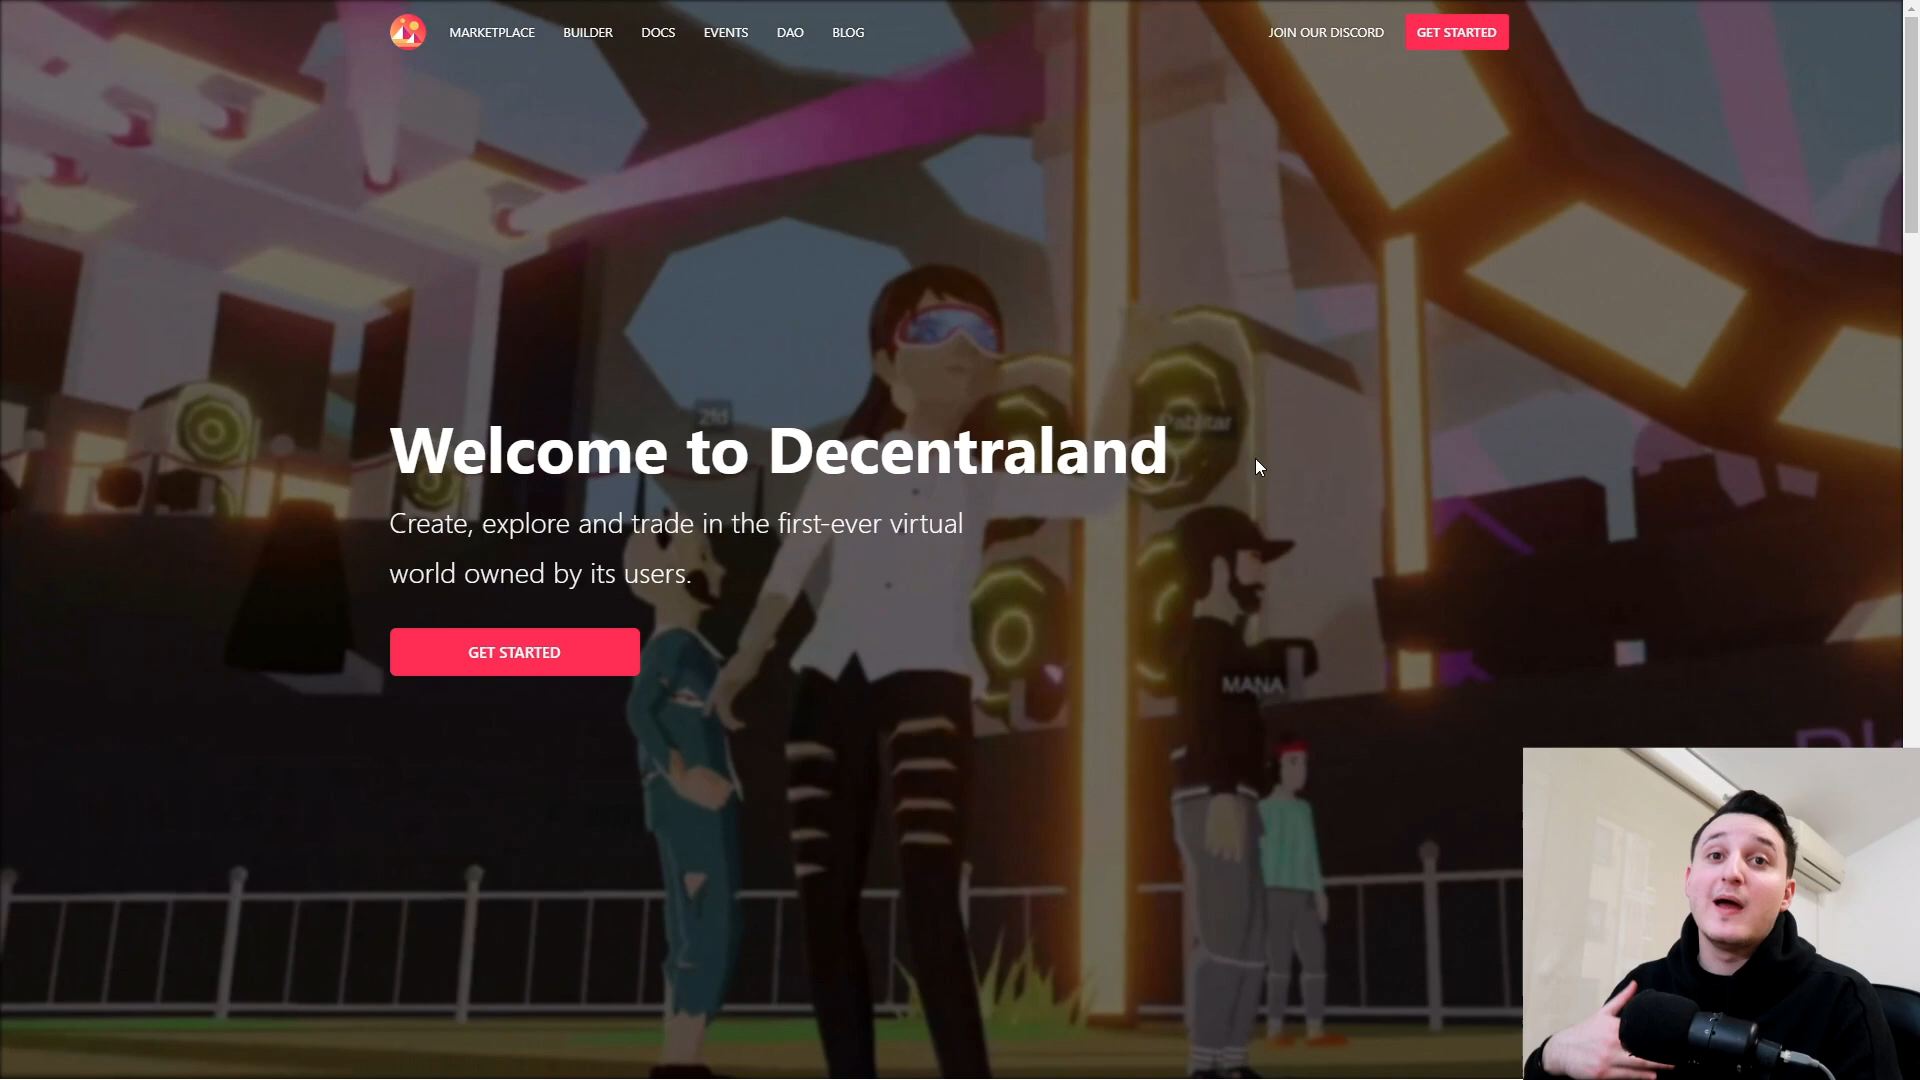 MARKETPLACE
BUILDER
DOCS
EVENTS
DAO
BLOG
JOIN OUR DISCORD
GET STARTED
2fd
Welcome to Decentraland
Create, explore and trade in the first-ever virtual
world owned by its users.
GET STARTED
MANA